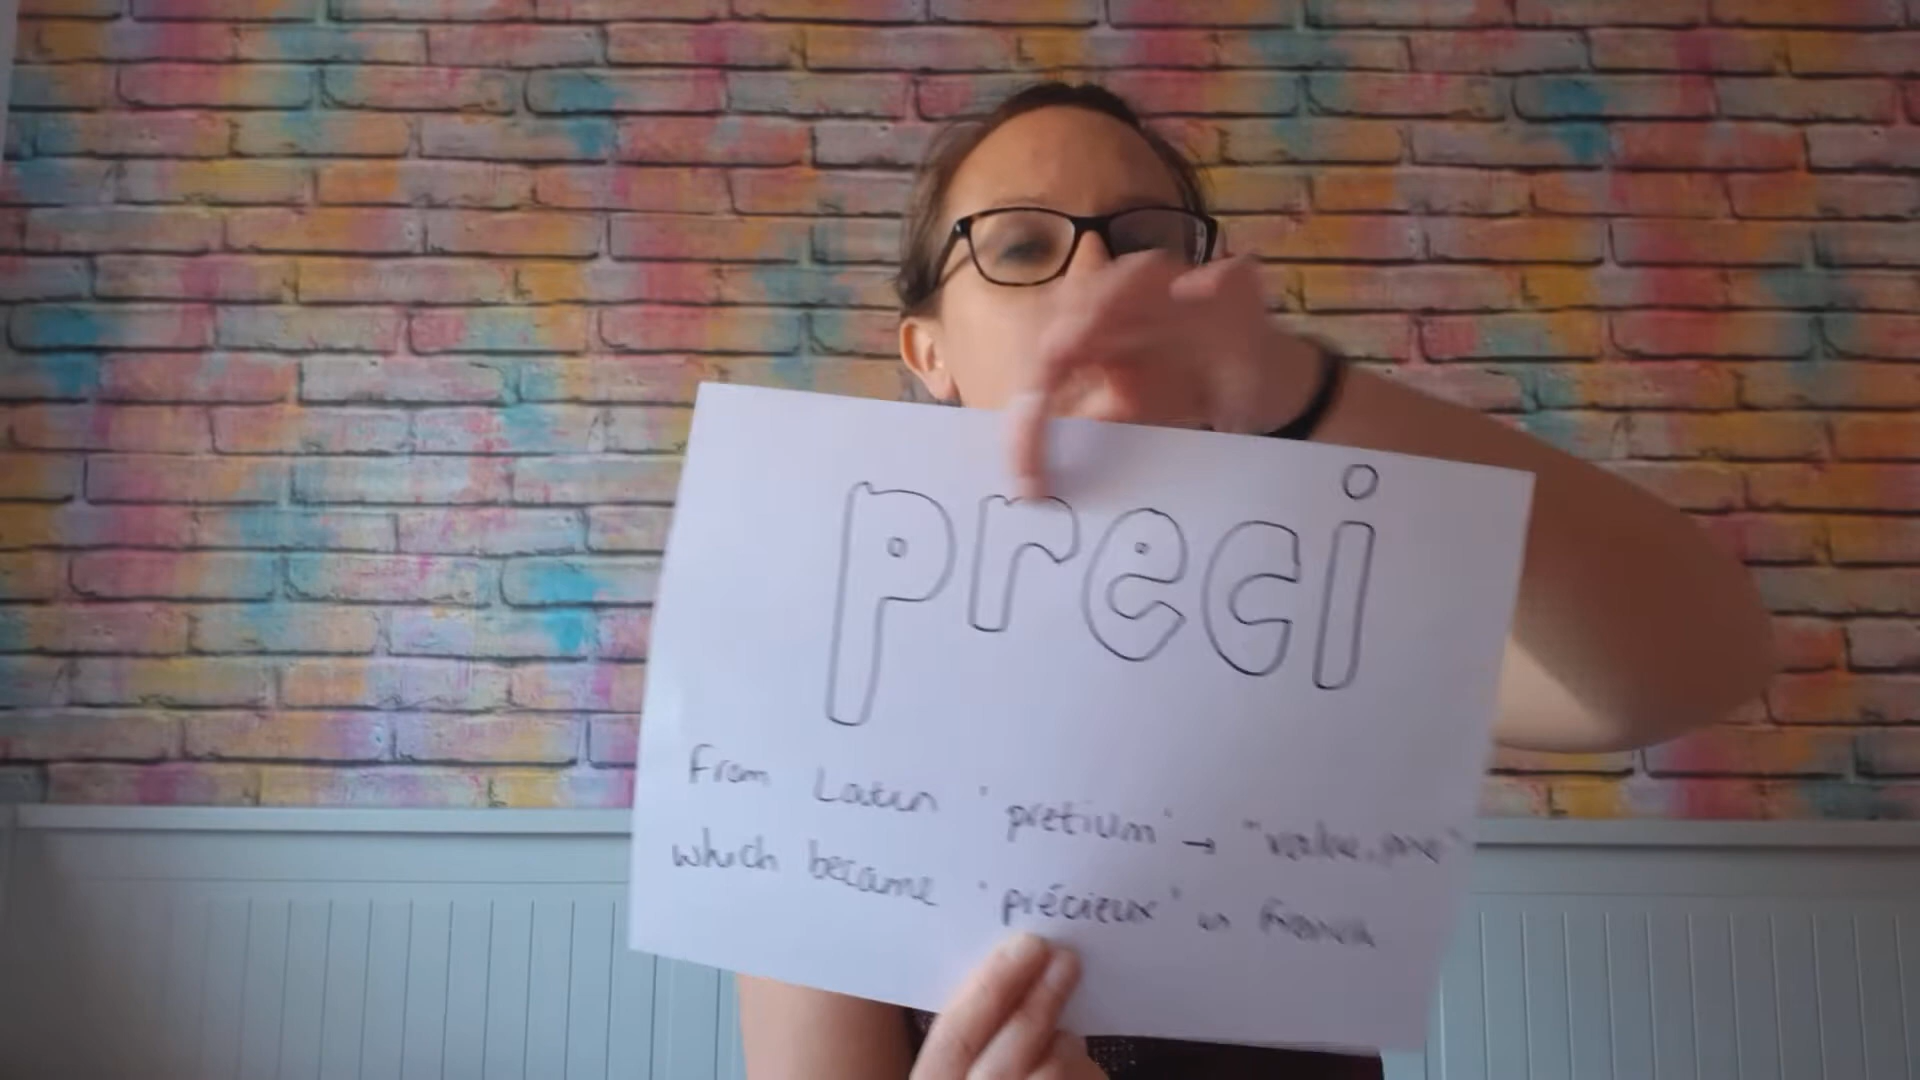 preci
From Latin 'pretium' → "value, price"
which became 'précieux' in French